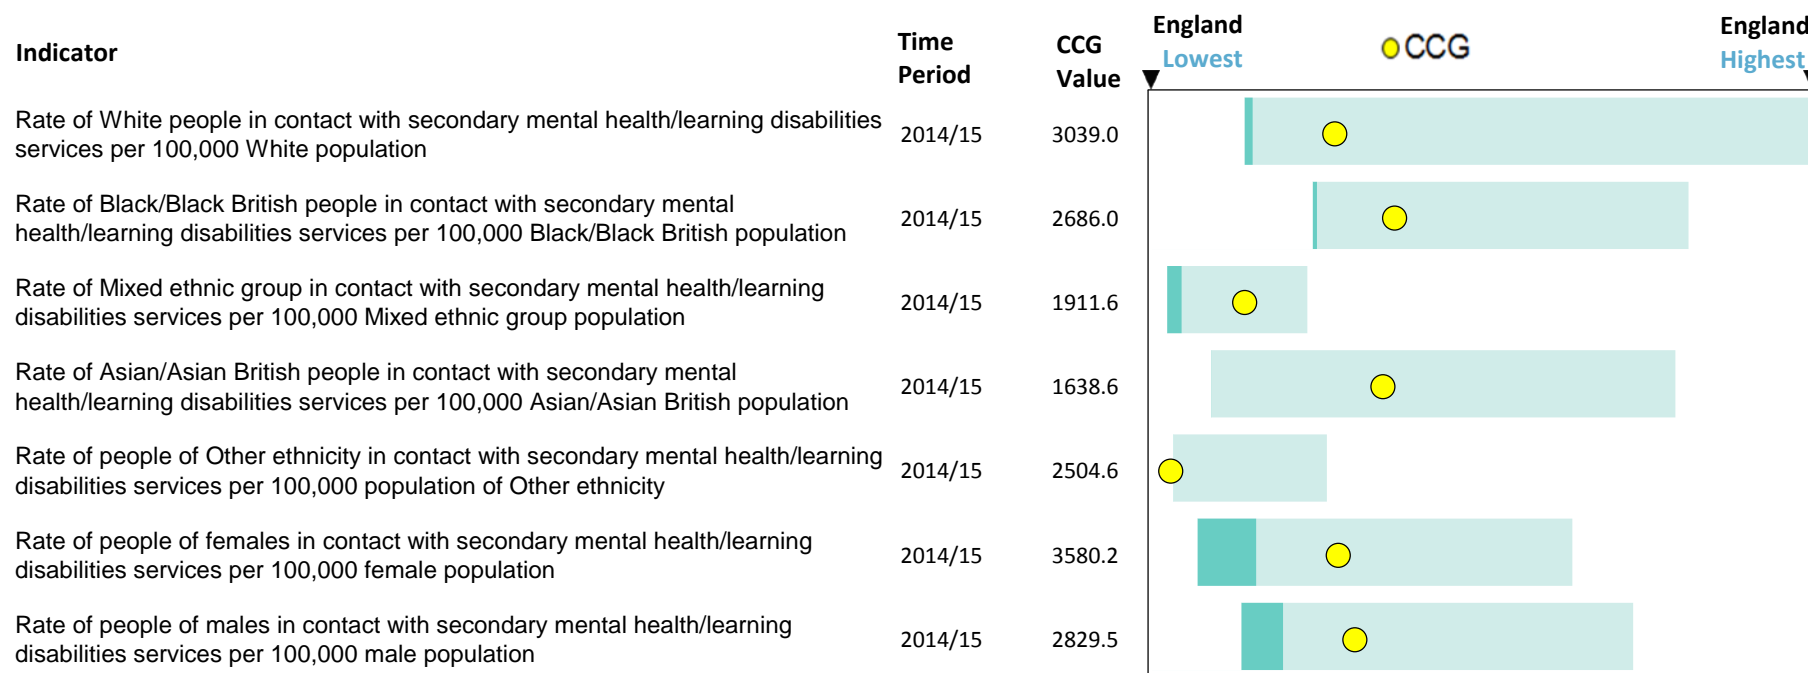 Indicator
Time
Period
CCG
Value
England
Lowest
CCG
England
Highest
Rate of White people in contact with secondary mental health/learning disabilities
services per 100,000 White population
2014/15
3039.0
Rate of Black/Black British people in contact with secondary mental
health/learning disabilities services per 100,000 Black/Black British population
2014/15
2686.0
Rate of Mixed ethnic group in contact with secondary mental health/learning
disabilities services per 100,000 Mixed ethnic group population
2014/15
1911.6
Rate of Asian/Asian British people in contact with secondary mental
health/learning disabilities services per 100,000 Asian/Asian British population
2014/15
1638.6
Rate of people of Other ethnicity in contact with secondary mental health/learning
disabilities services per 100,000 population of Other ethnicity
2014/15
2504.6
Rate of people of females in contact with secondary mental health/learning
disabilities services per 100,000 female population
2014/15
3580.2
Rate of people of males in contact with secondary mental health/learning
disabilities services per 100,000 male population
2014/15
2829.5